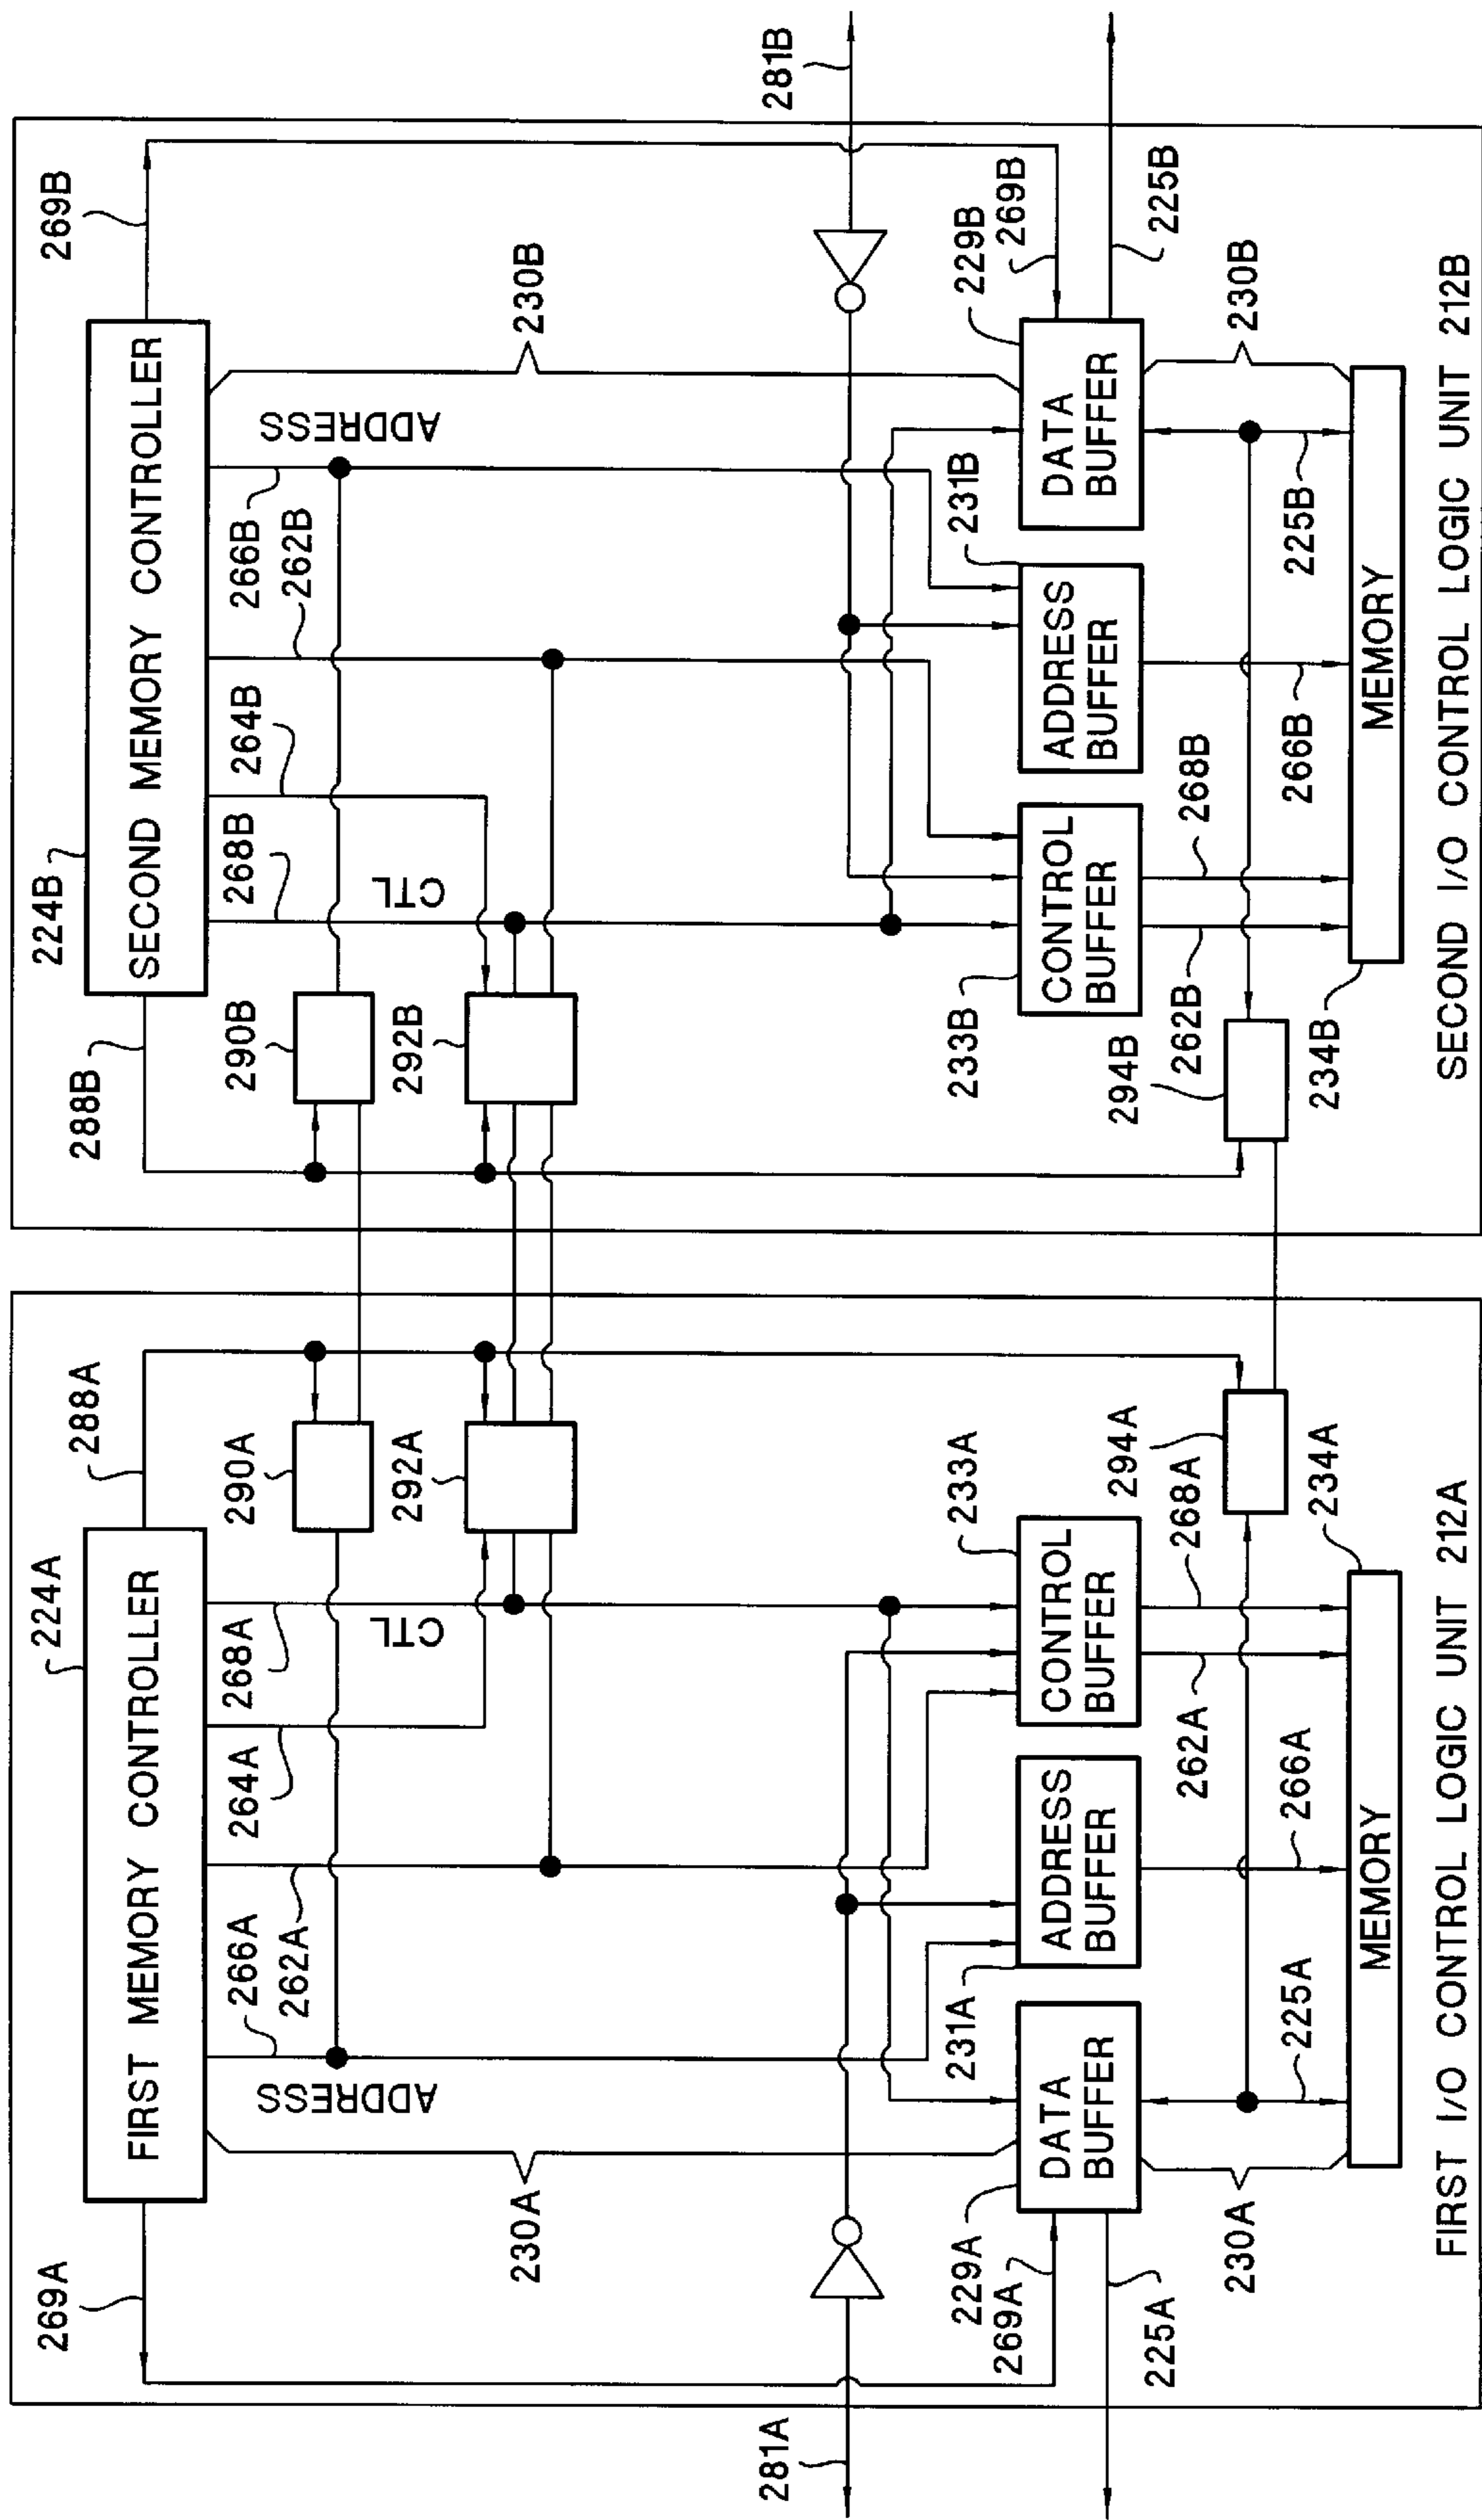 224A
FIRST MEMORY CONTROLLER
269A
288A
266A
262A
264A
268A
290A
292A
ADDRESS
CTL
230A
281A
229A
269A
231A
233A
DATA
BUFFER
ADDRESS
BUFFER
CONTROL
BUFFER
225A
230A
225A
266A
262A
268A
294A
234A
MEMORY
FIRST I/O CONTROL LOGIC UNIT 212A
224B
SECOND MEMORY CONTROLLER
269B
288B
268B
264B
266B
262B
290B
292B
CTL
ADDRESS
230B
281B
233B
231B
229B
269B
CONTROL
BUFFER
ADDRESS
BUFFER
DATA
BUFFER
225B
294B
262B
268B
266B
225B
230B
234B
MEMORY
SECOND I/O CONTROL LOGIC UNIT 212B